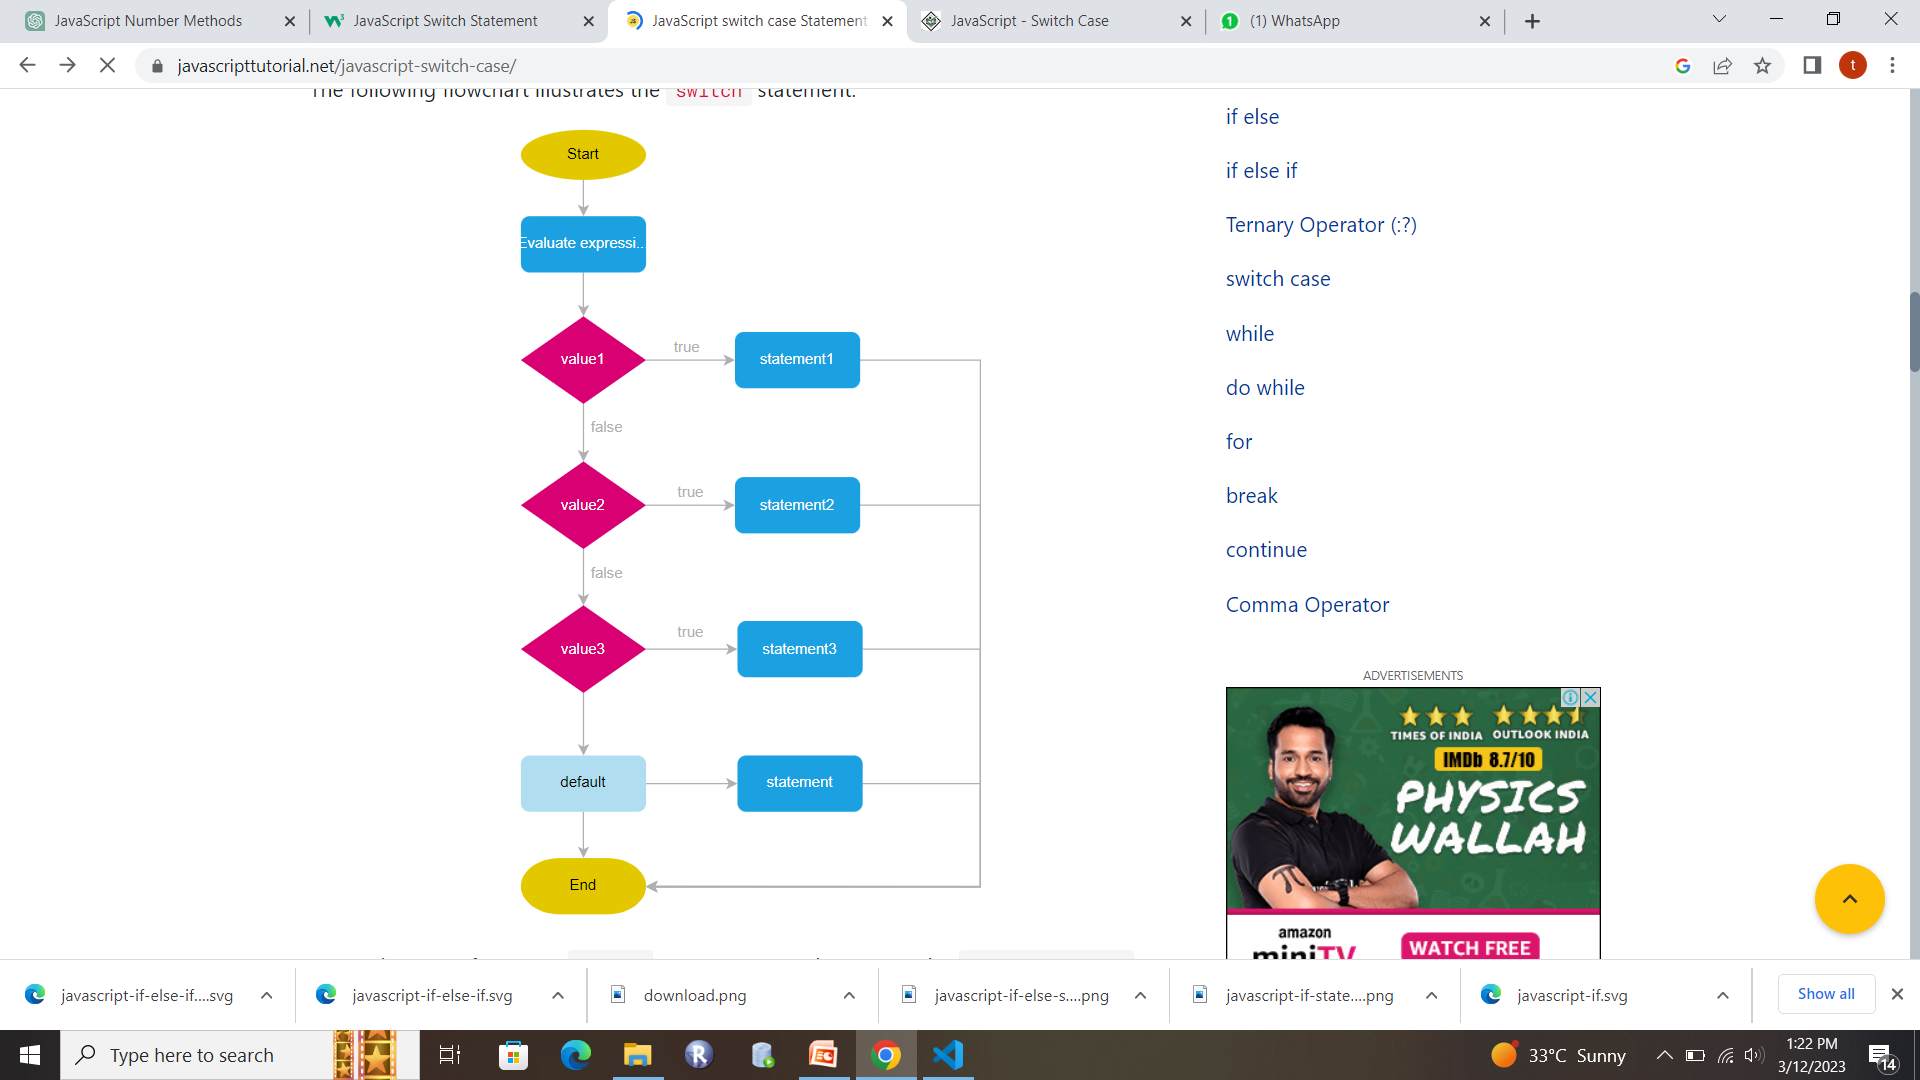 JavaScript Number Methods
JavaScript Switch Statement
JavaScript switch case Statement
JavaScript - Switch Case
(1) WhatsApp
javascripttutorial.net/javascript-switch-case/
t
The following flowchart illustrates the switch statement.
Start
Evaluate expressi...
value1
true
statement1
false
value2
true
statement2
false
value3
true
statement3
default
statement
End
if else
if else if
Ternary Operator (:?)
switch case
while
do while
for
break
continue
Comma Operator
ADVERTISEMENTS
TIMES OF INDIA OUTLOOK INDIA
IMDb 8.7/10
PHYSICS
WALLAH
amazon
miniTV
WATCH FREE
javascript-if-else-if....svg
javascript-if-else-if.svg
download.png
javascript-if-else-s....png
javascript-if-state....png
javascript-if.svg
Show all
Type here to search
33°C Sunny
1:22 PM
3/12/2023
14